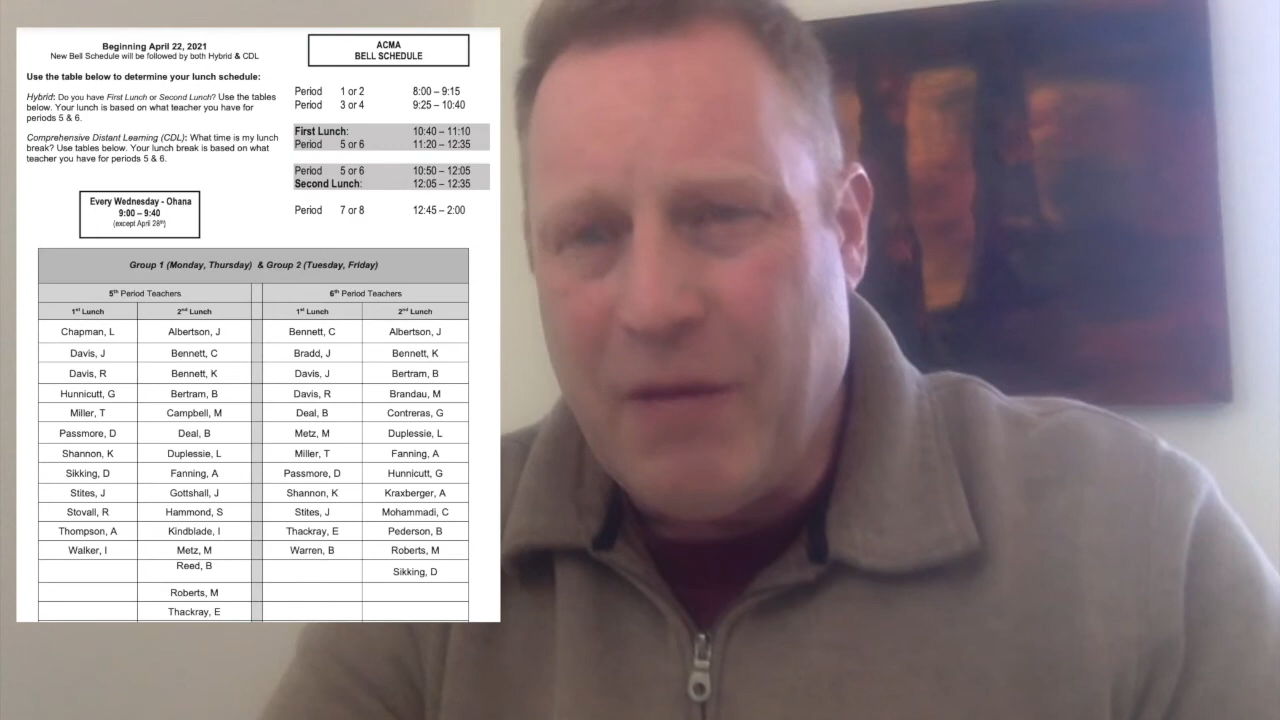 Beginning April 22, 2021
New Bell Schedule will be followed by both Hybrid & CDL
Use the table below to determine your lunch schedule:
Hybrid: Do you have First Lunch or Second Lunch? Use the tables
below. Your lunch is based on what teacher you have for
periods 5 & 6.
Comprehensive Distant Learning (CDL): What time is my lunch
break? Use tables below. Your lunch break is based on what
teacher you have for periods 5 & 6.
Every Wednesday - Ohana
9:00 – 9:40
(except April 28th)
ACMA
BELL SCHEDULE
Period 1 or 2 8:00 – 9:15
Period 3 or 4 9:25 – 10:40
First Lunch: 10:40 – 11:10
Period 5 or 6 11:20 – 12:35
Period 5 or 6 10:50 – 12:05
Second Lunch: 12:05 – 12:35
Period 7 or 8 12:45 – 2:00
Group 1 (Monday, Thursday) & Group 2 (Tuesday, Friday)
5th Period Teachers 6th Period Teachers
1st Lunch 2nd Lunch 1st Lunch 2nd Lunch
Chapman, L Albertson, J Bennett, C Albertson, J
Davis, J Bennett, C Bradd, J Bennett, K
Davis, R Bennett, K Davis, J Bertram, B
Hunnicutt, G Bertram, B Davis, R Brandau, M
Miller, T Campbell, M Deal, B Contreras, G
Passmore, D Deal, B Metz, M Duplessie, L
Shannon, K Duplessie, L Miller, T Fanning, A
Sikking, D Fanning, A Passmore, D Hunnicutt, G
Stites, J Gottshall, J Shannon, K Kraxberger, A
Stovall, R Hammond, S Stites, J Mohammadi, C
Thompson, A Kindblade, I Thackray, E Pederson, B
Walker, I Metz, M Warren, B Roberts, M
Reed, B Sikking, D
Roberts, M
Thackray, E